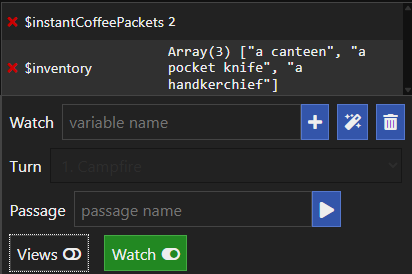 $instantCoffeePackets 2
$inventory Array(3) ["a canteen", "a
pocket knife", "a
handkerchief"]
Watch variable name
Turn 1. Campfire
Passage passage name
Views Watch